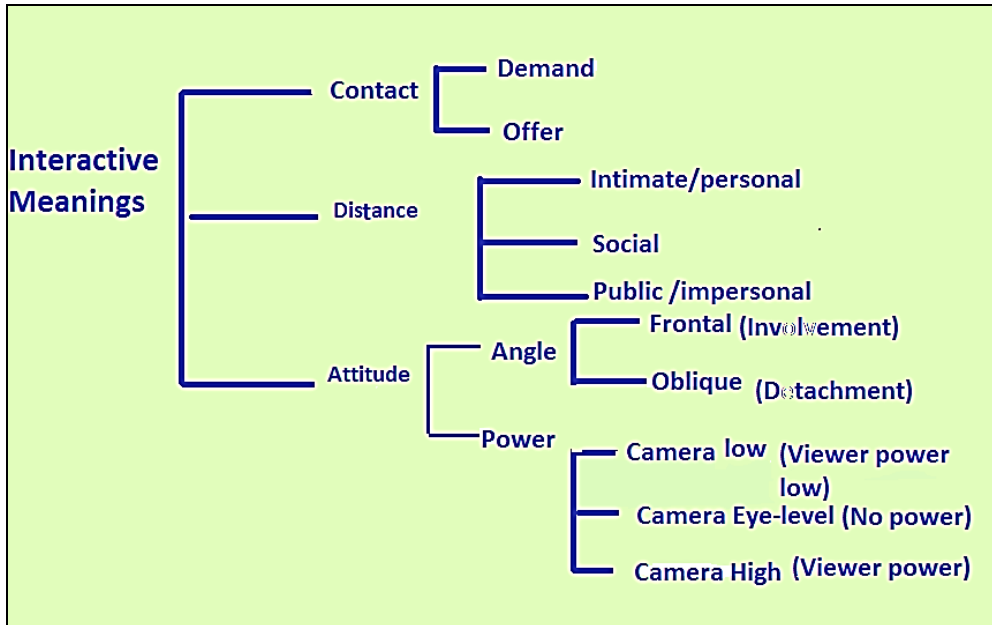 Interactive
Meanings
Contact
Demand
Offer
Distance
Intimate/personal
Social
Public /impersonal
Attitude
Angle
Frontal (Involvement)
Oblique (Detachment)
Power
Camera low (Viewer power
low)
Camera Eye-level (No power)
Camera High (Viewer power)